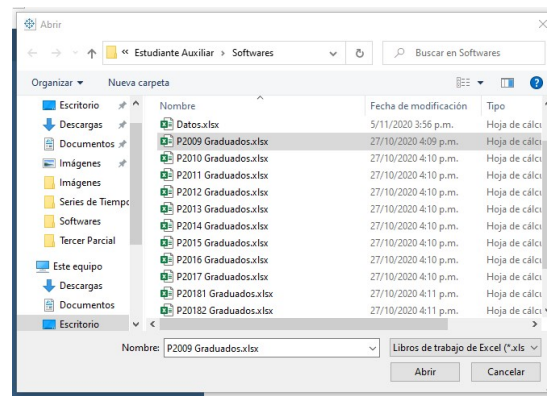 Abrir
« Estudiante Auxiliar > Softwares
Buscar en Softwares
Organizar
Nueva carpeta
Nombre Fecha de modificación Tipo
Escritorio
Descargas
Documentos
Imágenes
Imágenes
Series de Tiempo
Softwares
Tercer Parcial
Este equipo
Descargas
Documentos
Escritorio
Datos.xlsx 5/11/2020 3:56 p.m. Hoja de cálcu
P2009 Graduados.xlsx 27/10/2020 4:09 p.m. Hoja de cálcu
P2010 Graduados.xlsx 27/10/2020 4:10 p.m. Hoja de cálcu
P2011 Graduados.xlsx 27/10/2020 4:10 p.m. Hoja de cálcu
P2012 Graduados.xlsx 27/10/2020 4:10 p.m. Hoja de cálcu
P2013 Graduados.xlsx 27/10/2020 4:10 p.m. Hoja de cálcu
P2014 Graduados.xlsx 27/10/2020 4:10 p.m. Hoja de cálcu
P2015 Graduados.xlsx 27/10/2020 4:10 p.m. Hoja de cálcu
P2016 Graduados.xlsx 27/10/2020 4:10 p.m. Hoja de cálcu
P2017 Graduados.xlsx 27/10/2020 4:10 p.m. Hoja de cálcu
P20181 Graduados.xlsx 27/10/2020 4:11 p.m. Hoja de cálcu
P20182 Graduados.xlsx 27/10/2020 4:11 p.m. Hoja de cálcu
Nombre: P2009 Graduados.xlsx
Libros de trabajo de Excel (*.xls
Abrir
Cancelar